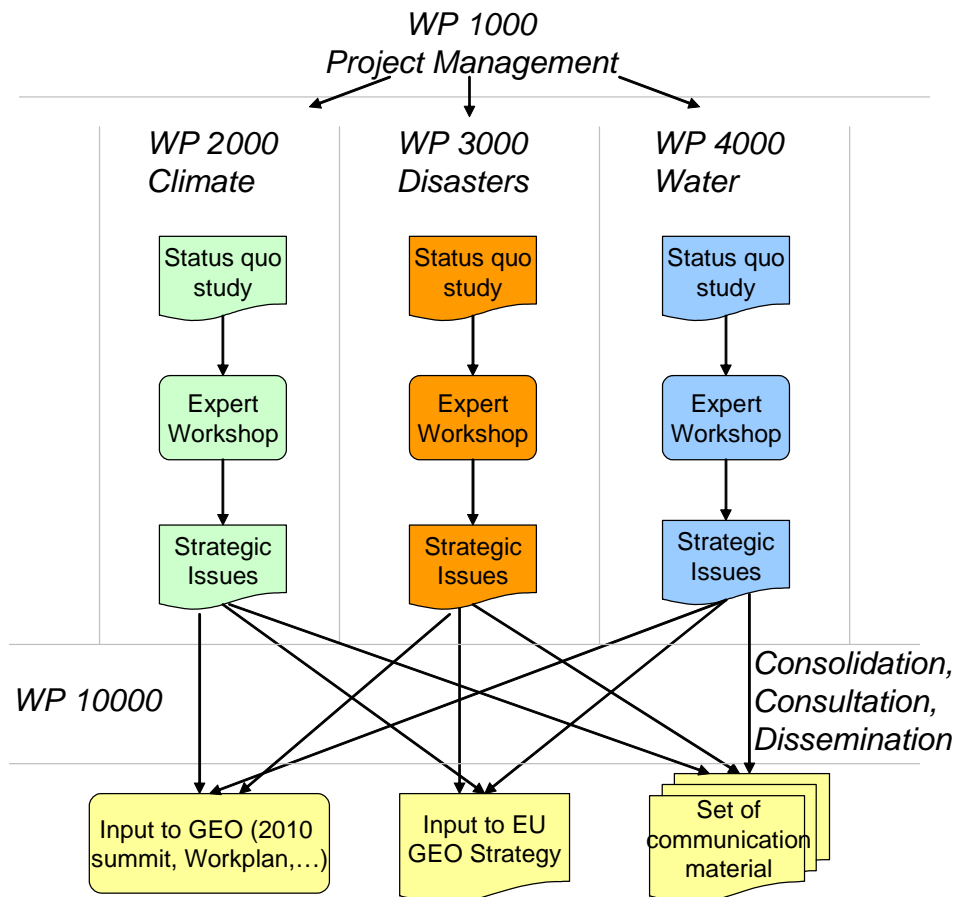 WP 1000
Project Management
WP 2000
Climate
WP 3000
Disasters
WP 4000
Water
Status quo
study
Status quo
study
Status quo
study
Expert
Workshop
Expert
Workshop
Expert
Workshop
Strategic
Issues
Strategic
Issues
Strategic
Issues
WP 10000
Consolidation,
Consultation,
Dissemination
Input to GEO (2010
summit, Workplan,…)
Input to EU
GEO Strategy
Set of
communication
material